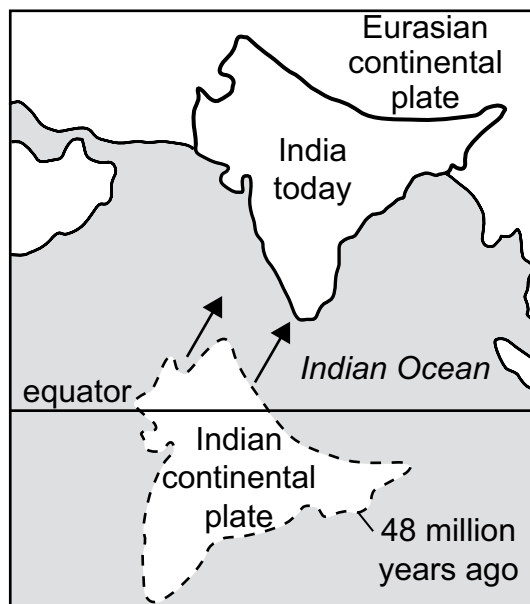 Eurasian
continental
plate
India
today
Indian Ocean
equator
Indian
continental
plate
48 million
years ago